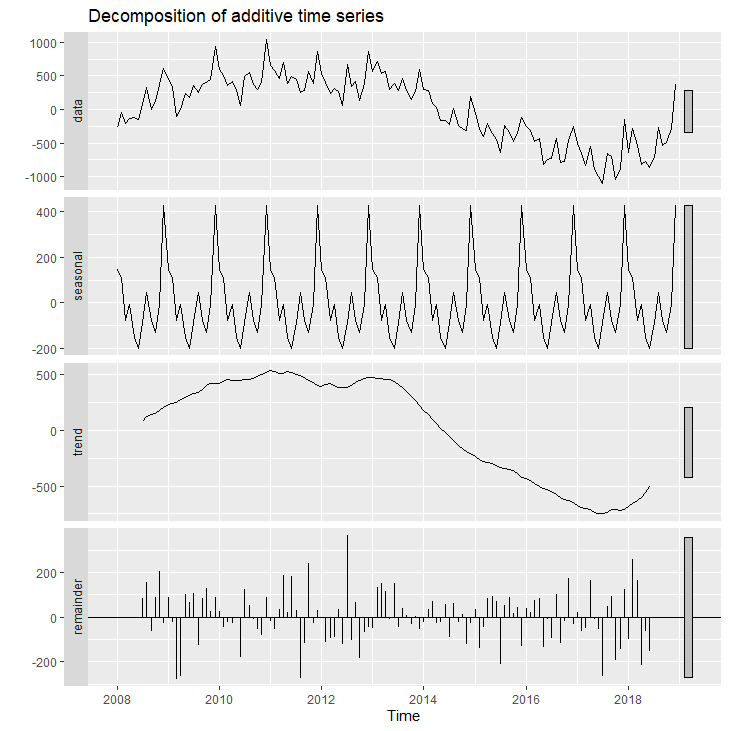 Decomposition of additive time series
1000
500
0
-500
-1000
data
400
200
0
-200
seasonal
500
0
-500
trend
200
0
-200
remainder
2008 2010 2012 2014 2016 2018
Time